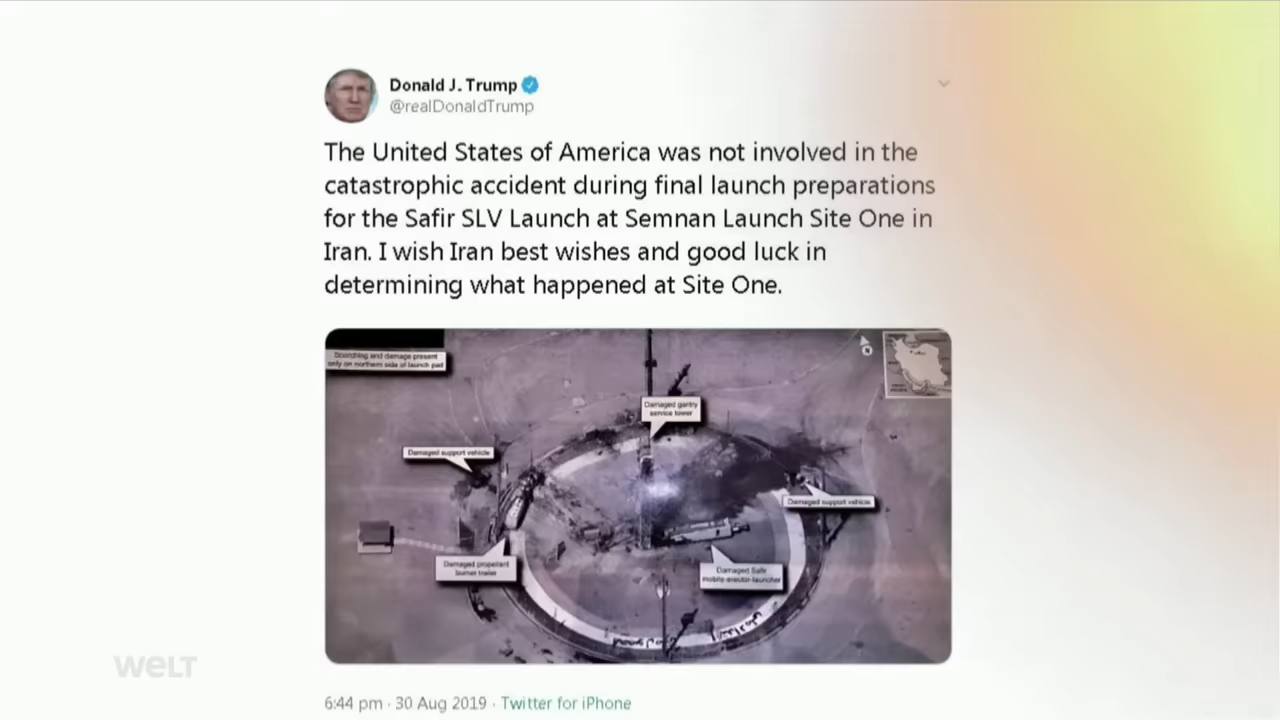 Donald J. Trump
@realDonaldTrump
The United States of America was not involved in the
catastrophic accident during final launch preparations
for the Safir SLV Launch at Semnan Launch Site One in
Iran. I wish Iran best wishes and good luck in
determining what happened at Site One.
Scorching and damage present
only on northern side of launch pad
Damaged gantry
service tower
Damaged support vehicle
Damaged support vehicle
Damaged propellant
burner trailer
Damaged Safir
mobile erector-launcher
WELT
6:44 pm · 30 Aug 2019 · Twitter for iPhone